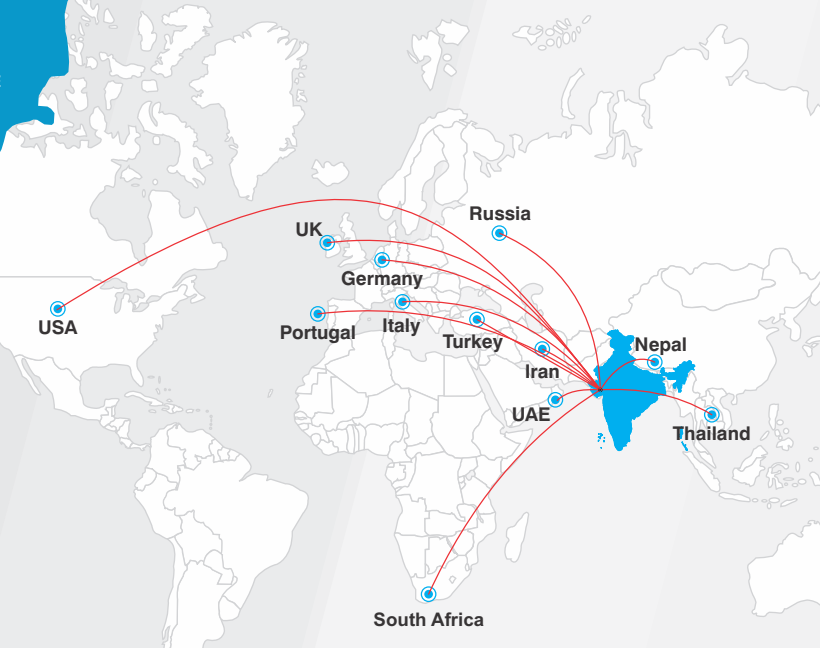 Russia
UK
Germany
USA
Portugal
Italy
Turkey
Nepal
Iran
UAE
Thailand
South Africa